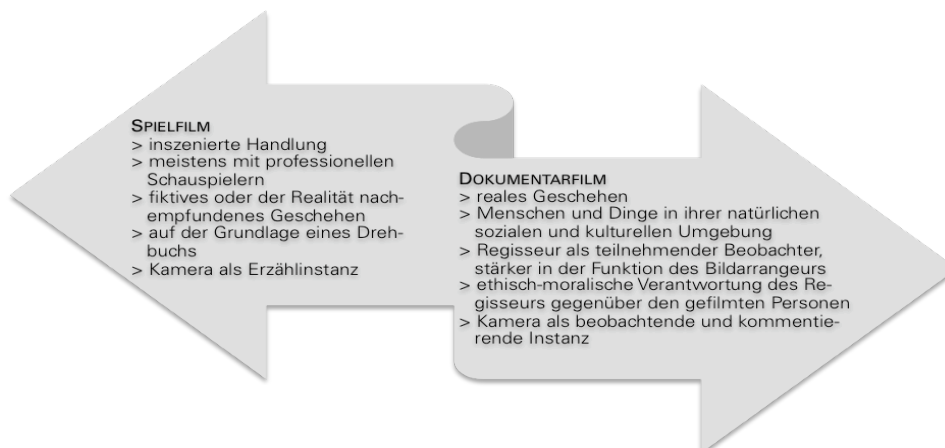 SPIELFILM
> inszenierte Handlung
> meistens mit professionellen
Schauspielern
> fiktives oder der Realität nach-
empfundenes Geschehen
> auf der Grundlage eines Dreh-
buchs
> Kamera als Erzählinstanz
DOKUMENTARFILM
> reales Geschehen
> Menschen und Dinge in ihrer natürlichen
sozialen und kulturellen Umgebung
> Regisseur als teilnehmender Beobachter,
stärker in der Funktion des Bildarrangeurs
> ethisch-moralische Verantwortung des Re-
gisseurs gegenüber den gefilmten Personen
> Kamera als beobachtende und kommentie-
rende Instanz